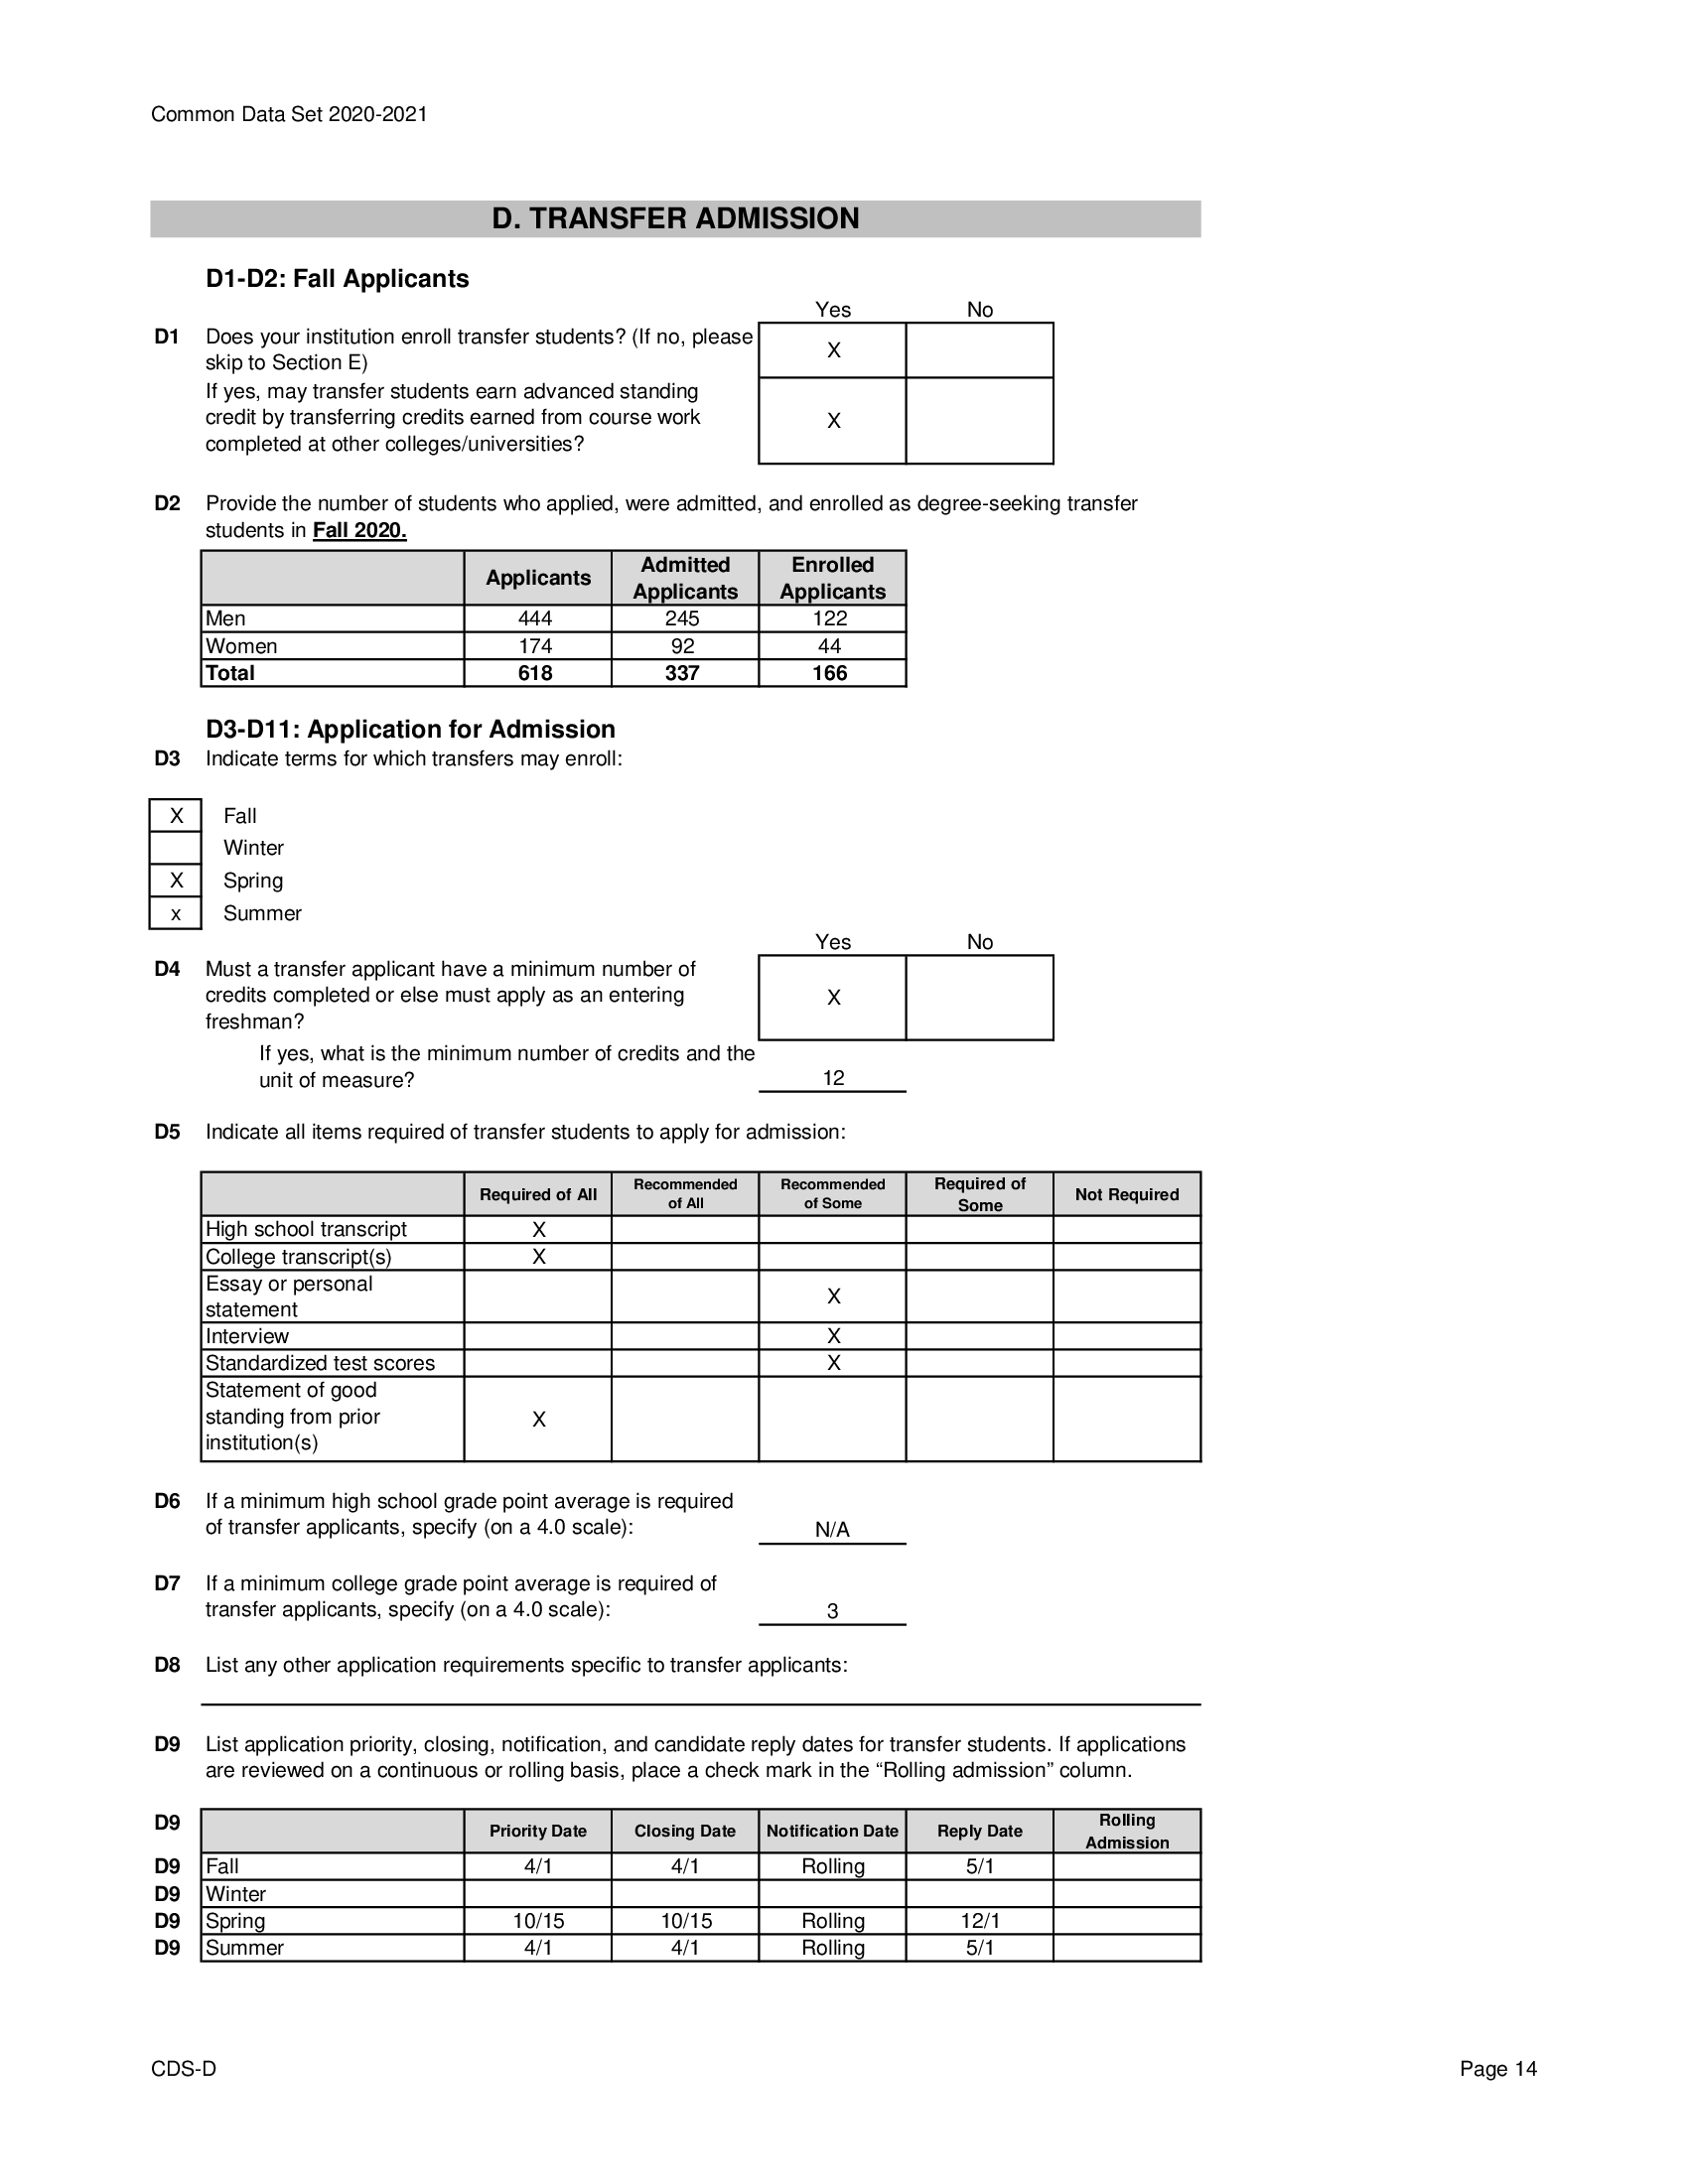 Common Data Set 2020-2021
D. TRANSFER ADMISSION
D1-D2: Fall Applicants
Yes No
D1 Does your institution enroll transfer students? (If no, please
skip to Section E)
X
If yes, may transfer students earn advanced standing
credit by transferring credits earned from course work
completed at other colleges/universities?
X
D2 Provide the number of students who applied, were admitted, and enrolled as degree-seeking transfer
students in Fall 2020.
Applicants Admitted Applicants Enrolled Applicants
Men 444 245 122
Women 174 92 44
Total 618 337 166
D3-D11: Application for Admission
D3 Indicate terms for which transfers may enroll:
X Fall
Winter
X Spring
x Summer
Yes No
D4 Must a transfer applicant have a minimum number of
credits completed or else must apply as an entering
freshman?
X
If yes, what is the minimum number of credits and the
unit of measure? 12
D5 Indicate all items required of transfer students to apply for admission:
Required of All Recommended of All Recommended of Some Required of Some Not Required
High school transcript X
College transcript(s) X
Essay or personal
statement X
Interview X
Standardized test scores X
Statement of good
standing from prior X
institution(s)
D6 If a minimum high school grade point average is required
of transfer applicants, specify (on a 4.0 scale): N/A
D7 If a minimum college grade point average is required of
transfer applicants, specify (on a 4.0 scale): 3
D8 List any other application requirements specific to transfer applicants:
D9 List application priority, closing, notification, and candidate reply dates for transfer students. If applications
are reviewed on a continuous or rolling basis, place a check mark in the “Rolling admission” column.
D9 Priority Date Closing Date Notification Date Reply Date Rolling Admission
D9 Fall 4/1 4/1 Rolling 5/1
D9 Winter
D9 Spring 10/15 10/15 Rolling 12/1
D9 Summer 4/1 4/1 Rolling 5/1
CDS-D Page 14